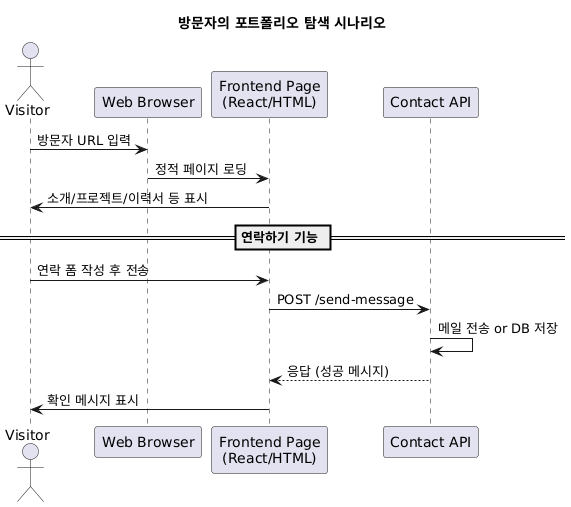 방문자의 포트폴리오 탐색 시나리오
Visitor
Web Browser
Frontend Page
(React/HTML)
Contact API
방문자 URL 입력
정적 페이지 로딩
소개/프로젝트/이력서 등 표시
연락하기 기능
연락 폼 작성 후 전송
POST /send-message
메일 전송 or DB 저장
응답 (성공 메시지)
확인 메시지 표시
Visitor
Web Browser
Frontend Page
(React/HTML)
Contact API